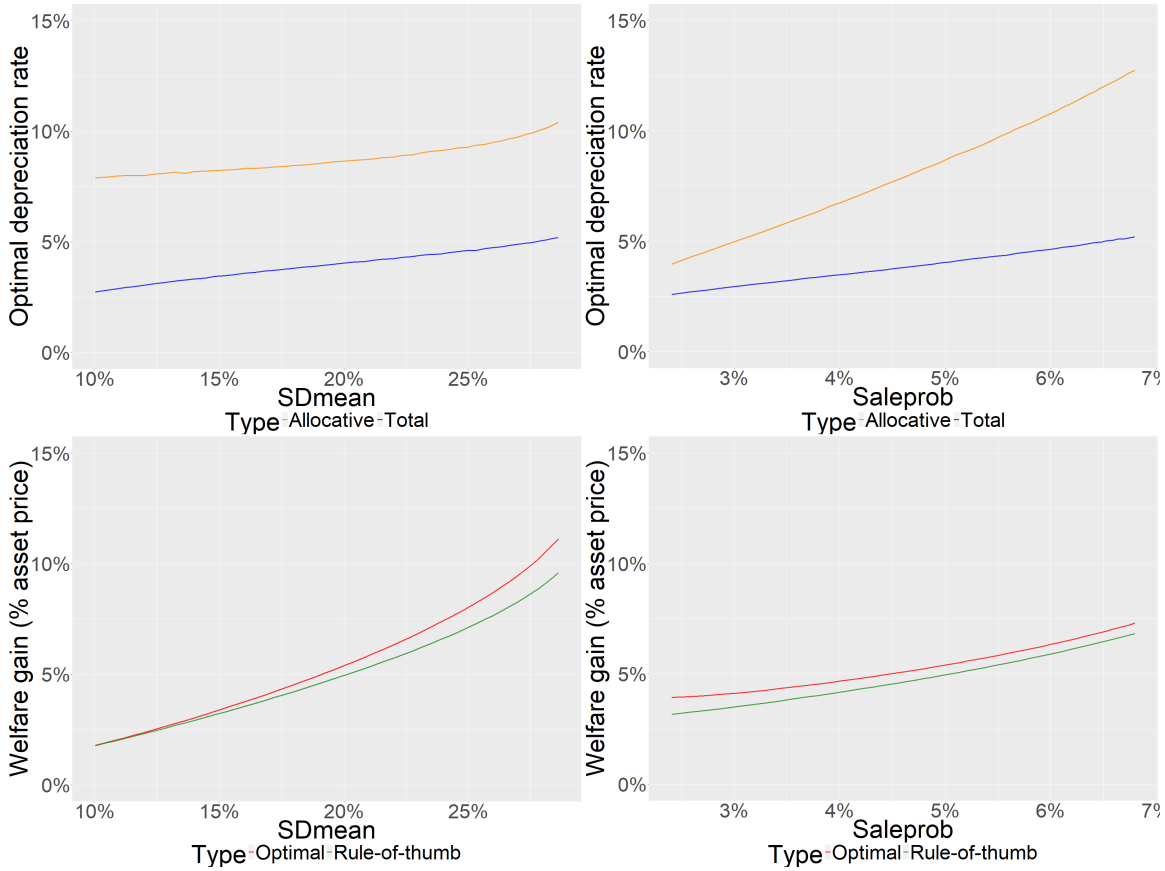 Optimal depreciation rate
15%
10%
5%
0%
10% 15% 20% 25%
SDmean
Type Allocative Total
Optimal depreciation rate
15%
10%
5%
0%
3% 4% 5% 6% 7%
Saleprob
Type Allocative Total
Welfare gain (% asset price)
15%
10%
5%
0%
10% 15% 20% 25%
SDmean
Type Optimal Rule-of-thumb
Welfare gain (% asset price)
15%
10%
5%
0%
3% 4% 5% 6% 7%
Saleprob
Type Optimal Rule-of-thumb